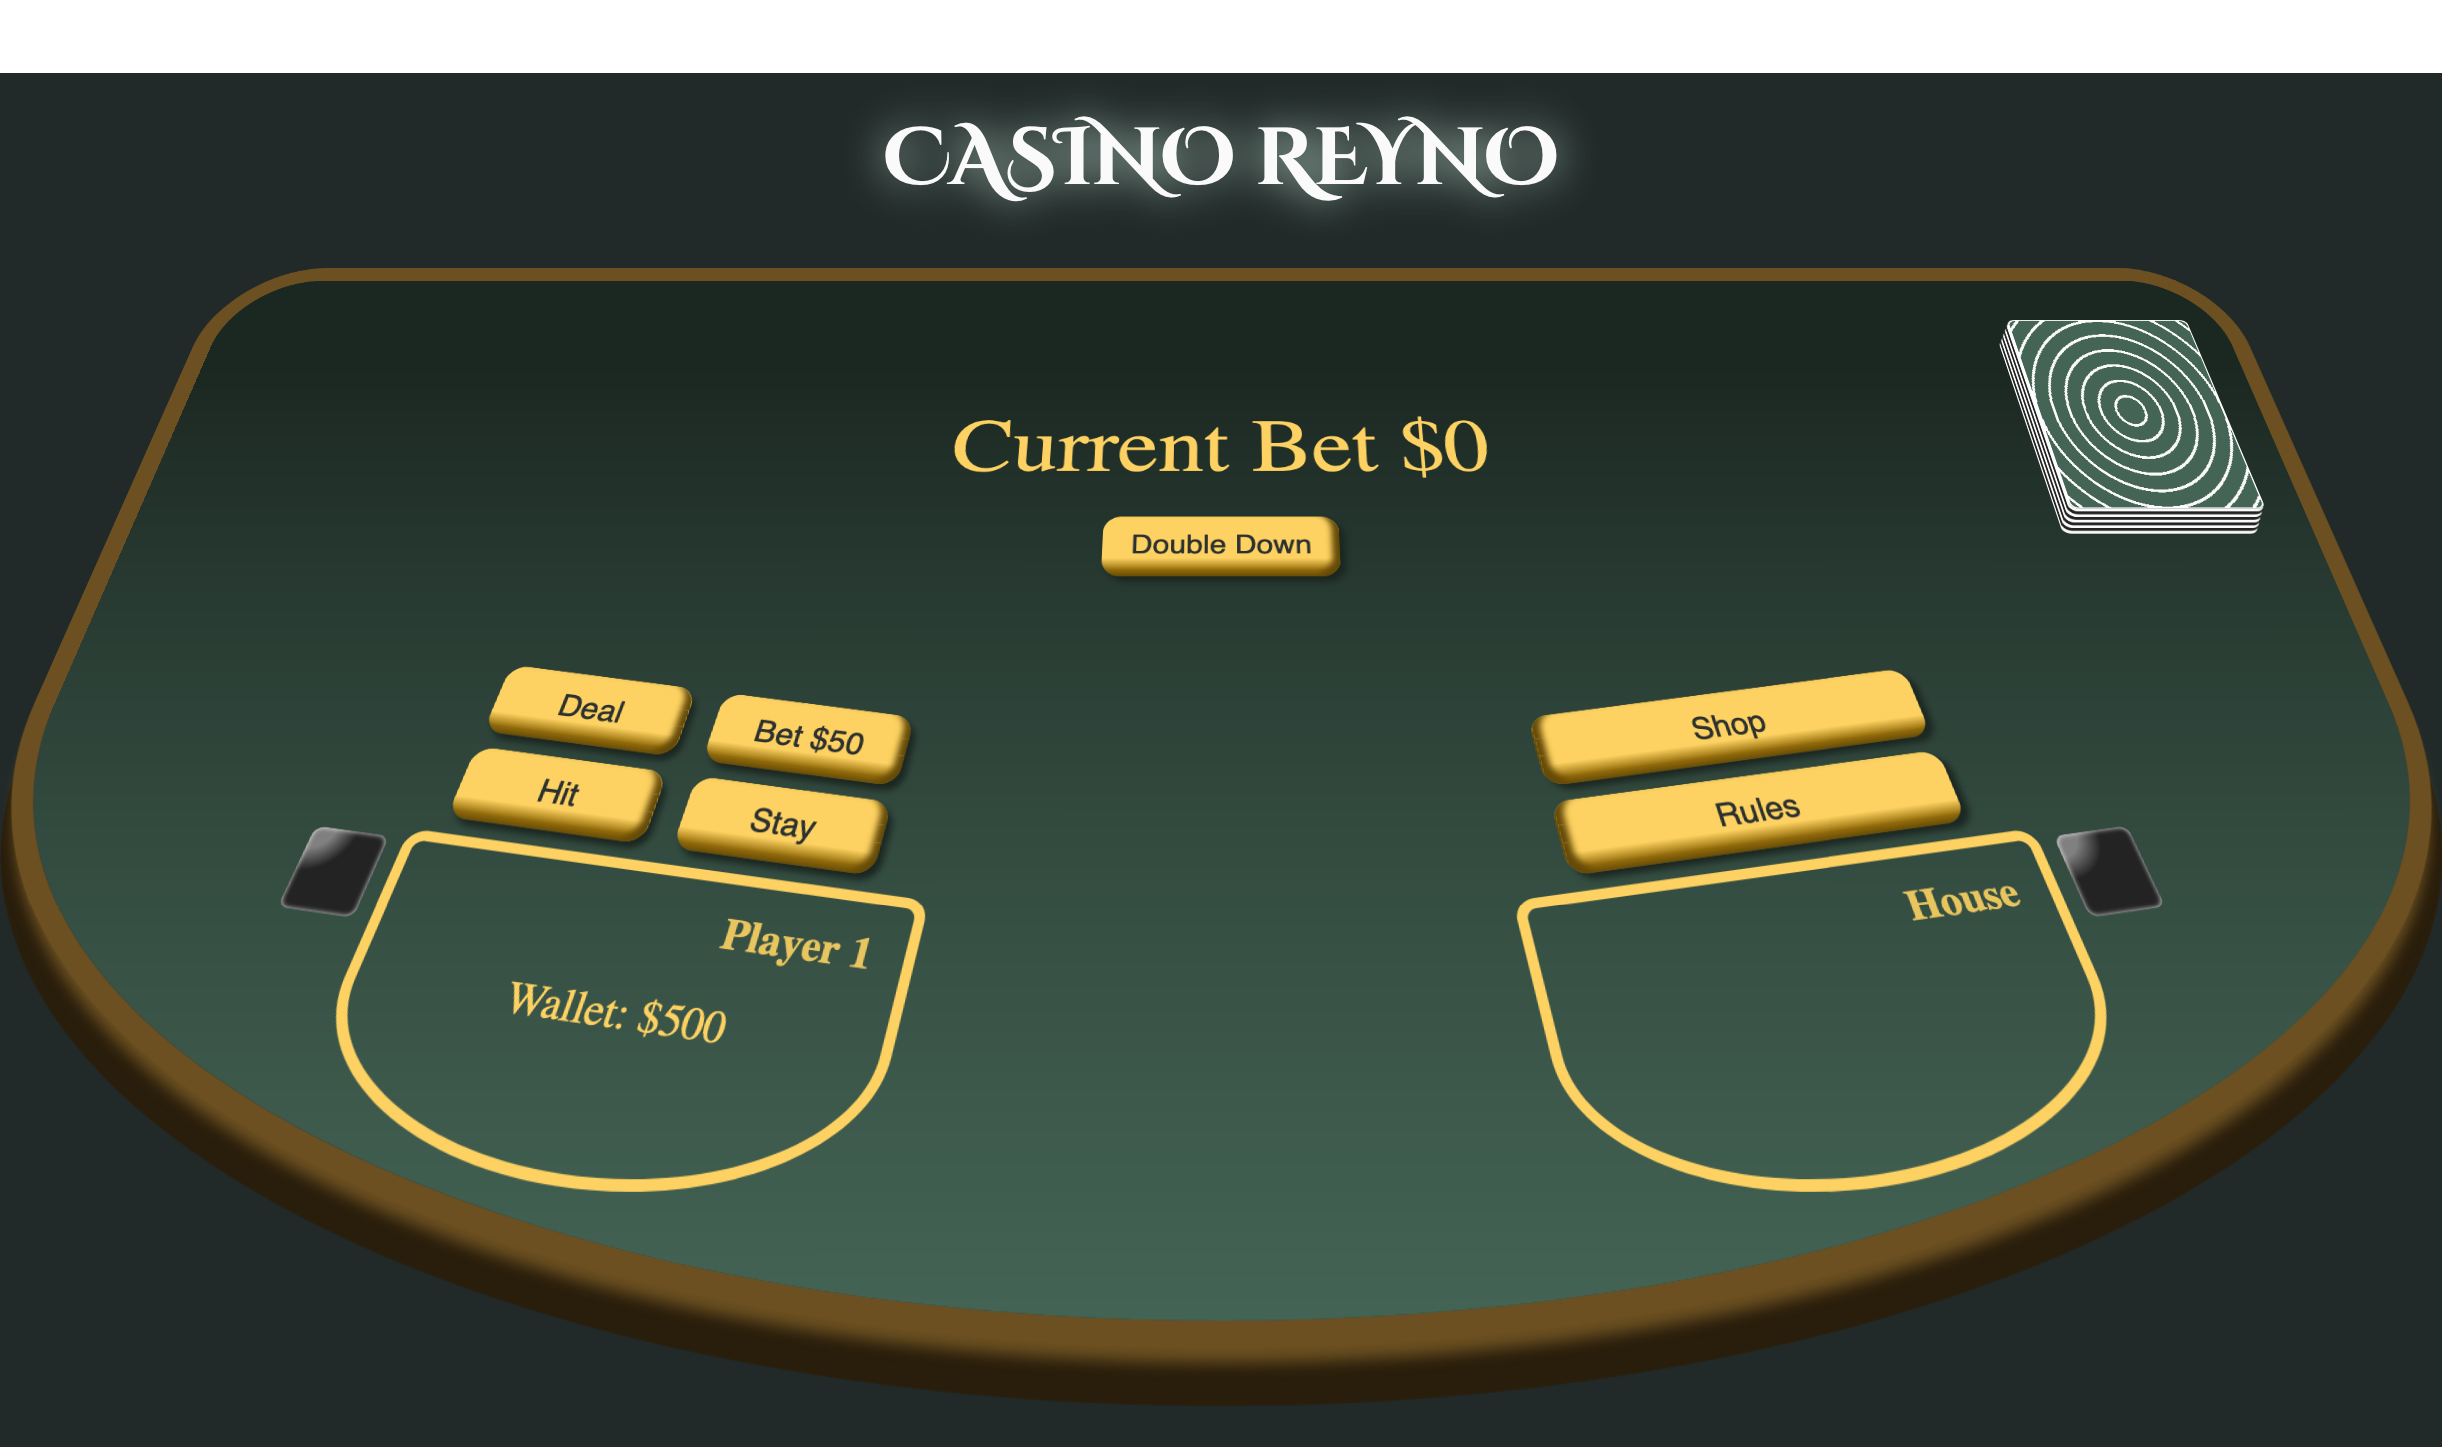 CASINO REYNO
Current Bet $0
Double Down
Deal
Bet $50
Hit
Stay
Shop
Rules
Player 1
Wallet: $500
House